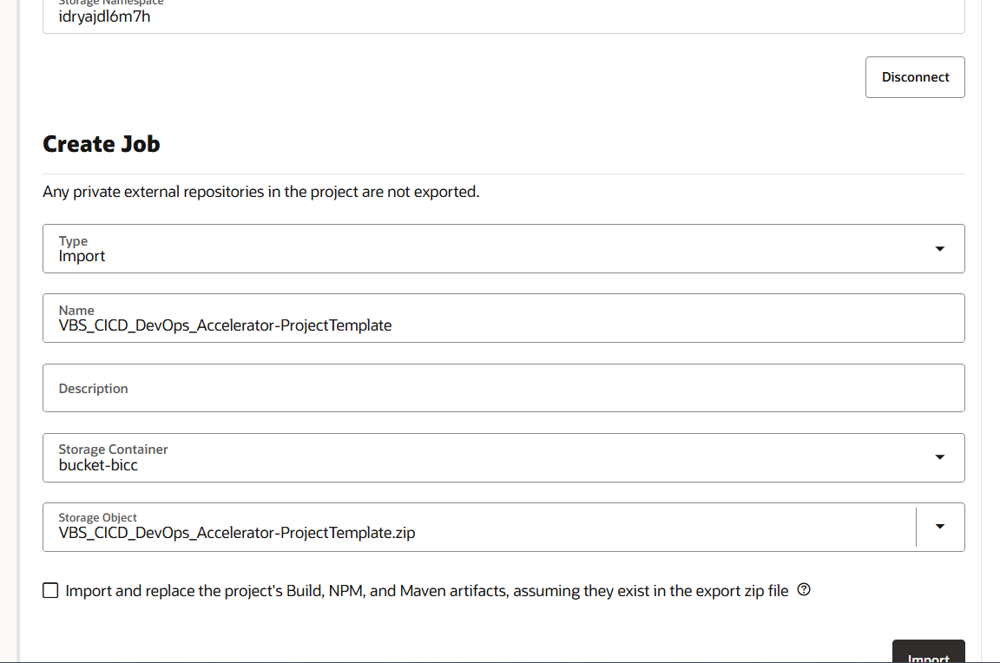 Storage Namespace
idryajdl6m7h
Disconnect
Create Job
Any private external repositories in the project are not exported.
Type
Import
Name
VBS_CICD_DevOps_Accelerator-ProjectTemplate
Description
Storage Container
bucket-bicc
Storage Object
VBS_CICD_DevOps_Accelerator-ProjectTemplate.zip
Import and replace the project's Build, NPM, and Maven artifacts, assuming they exist in the export zip file
Import